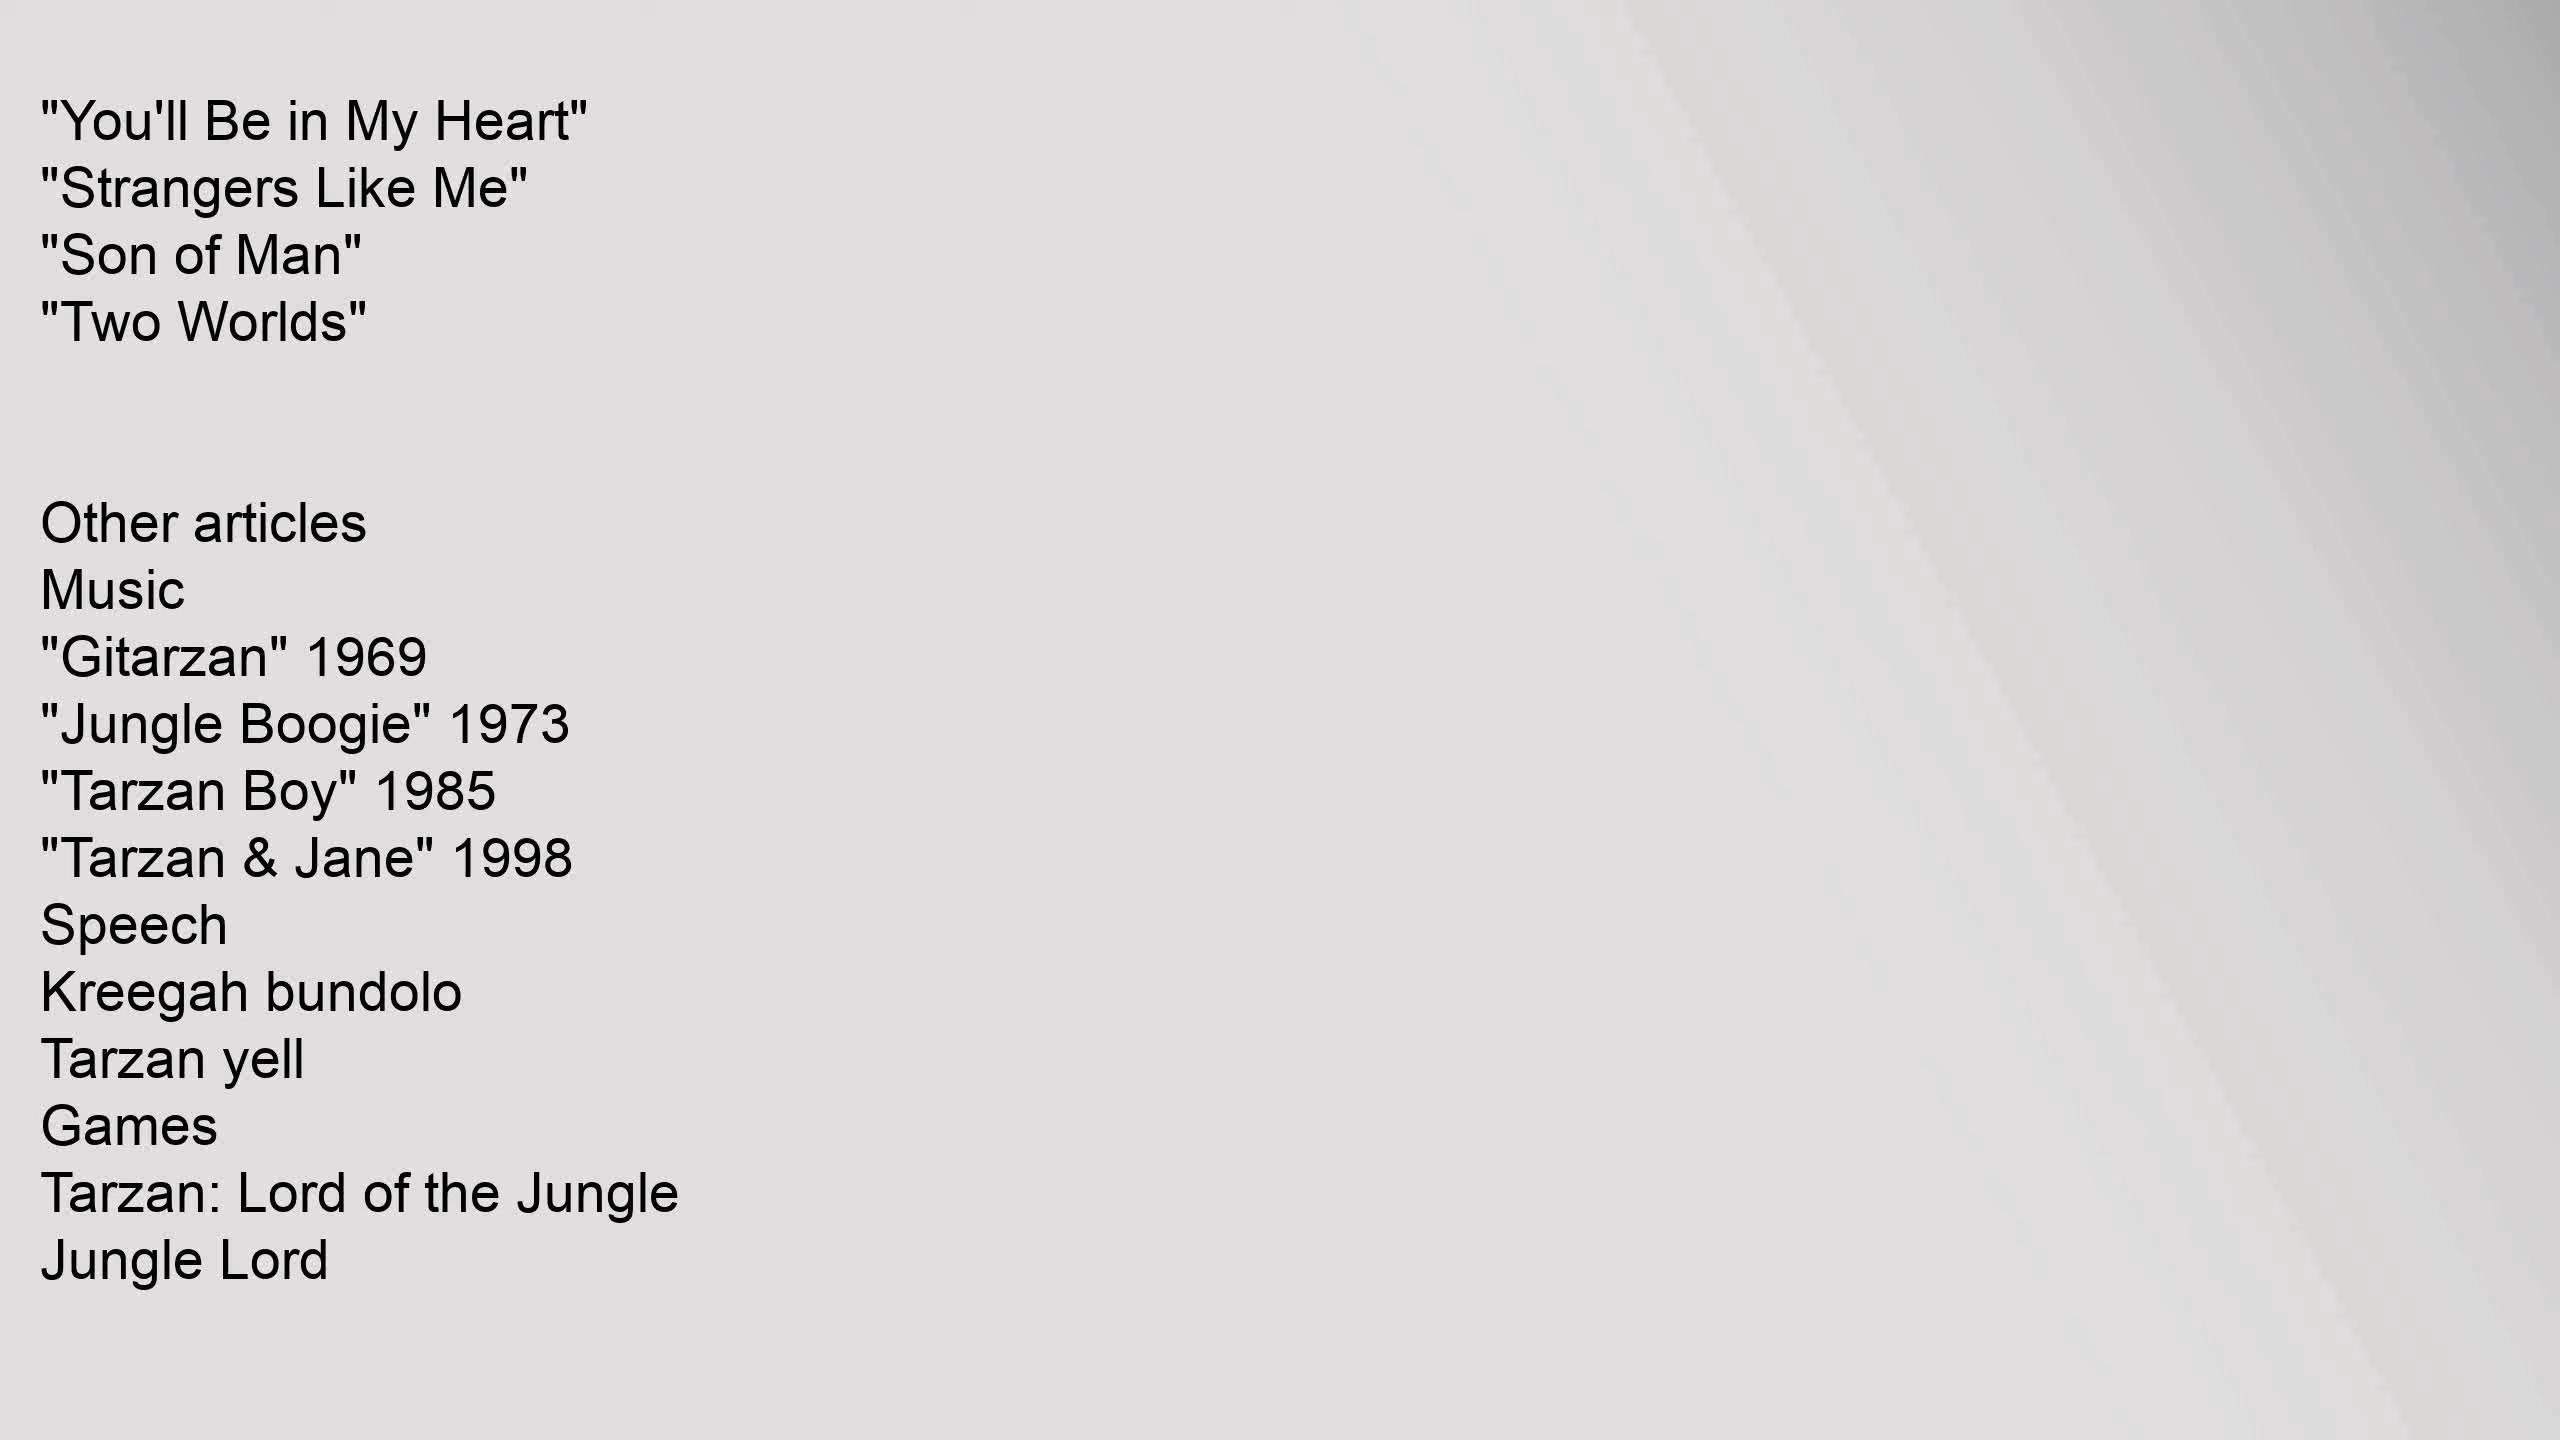 "You'll Be in My Heart"
"Strangers Like Me"
"Son of Man"
"Two Worlds"
Other articles
Music
"Gitarzan" 1969
"Jungle Boogie" 1973
"Tarzan Boy" 1985
"Tarzan & Jane" 1998
Speech
Kreegah bundolo
Tarzan yell
Games
Tarzan: Lord of the Jungle
Jungle Lord